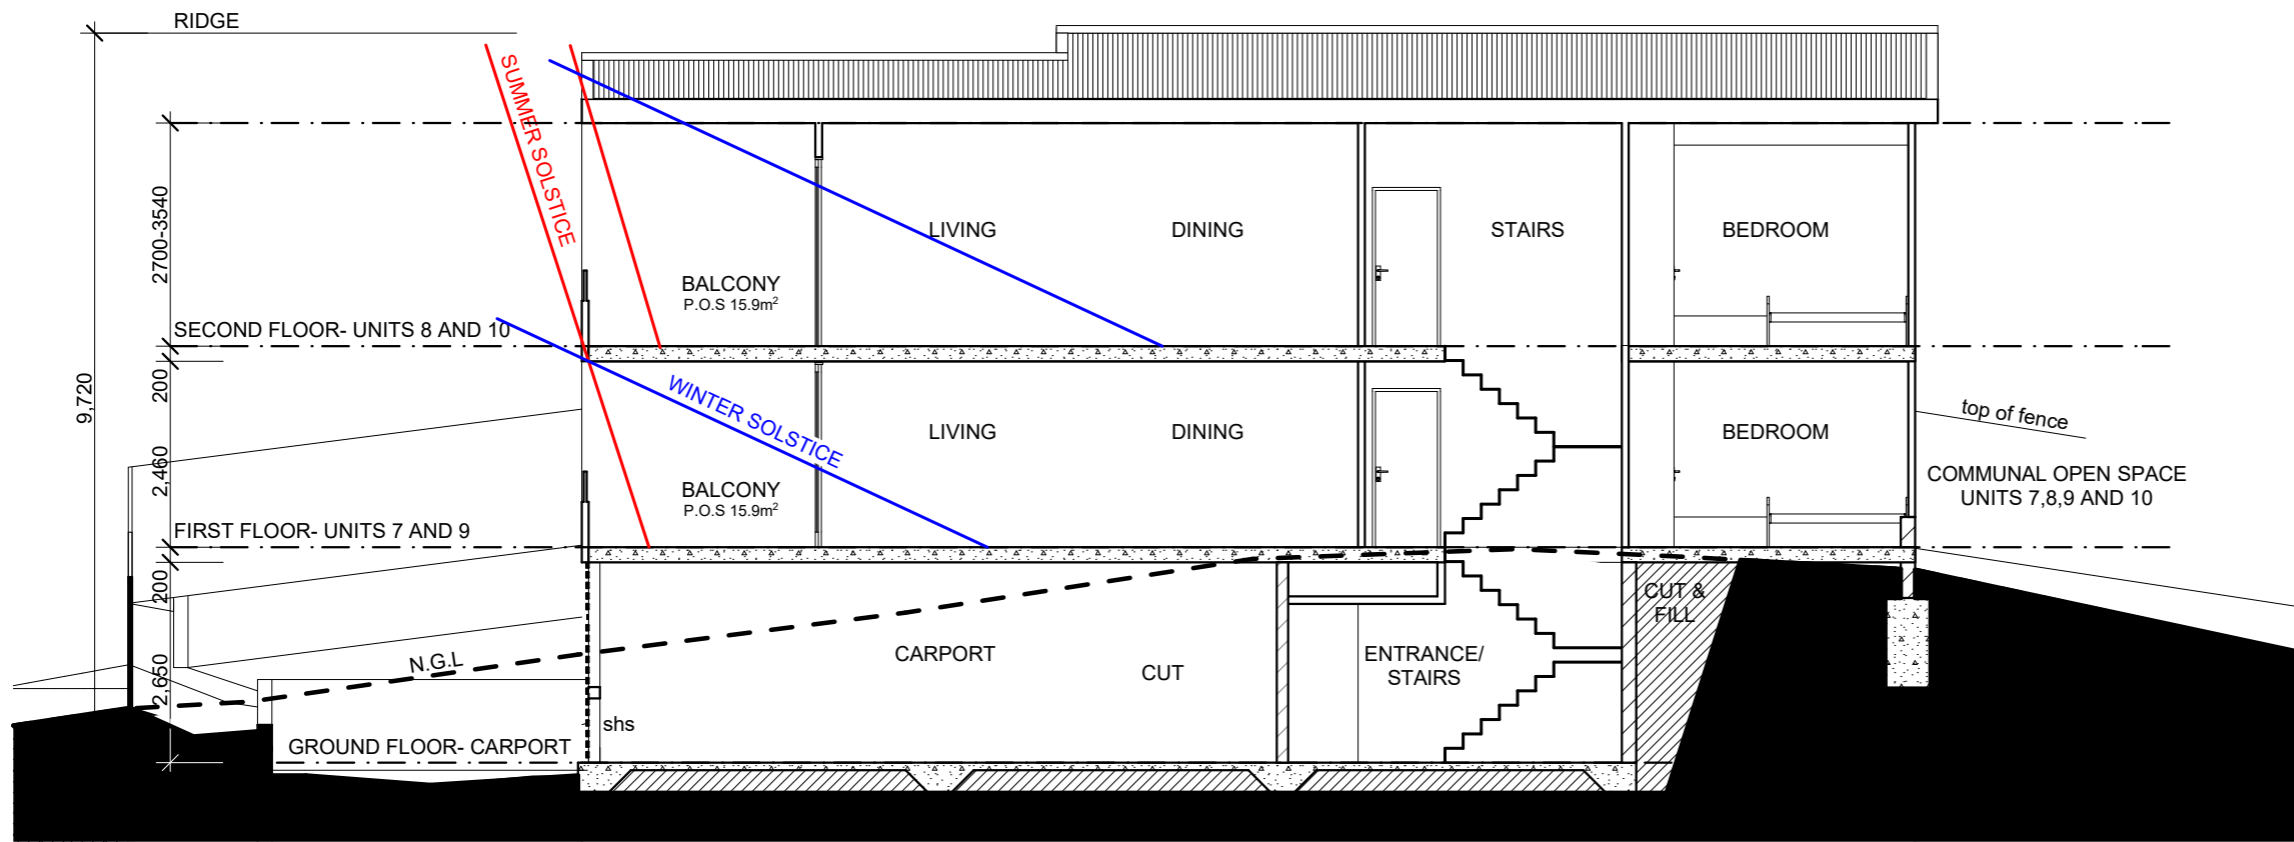 RIDGE
SUMMER SOLSTICE
2700-3540
LIVING
DINING
STAIRS
BEDROOM
BALCONY
P.O.S 15.9m²
SECOND FLOOR- UNITS 8 AND 10
9,720
200
WINTER SOLSTICE
LIVING
DINING
BEDROOM
top of fence
2,460
BALCONY
P.O.S 15.9m²
COMMUNAL OPEN SPACE
UNITS 7,8,9 AND 10
FIRST FLOOR- UNITS 7 AND 9
200
CUT &
FILL
N.G.L
2,650
CARPORT
CUT
ENTRANCE/
STAIRS
shs
GROUND FLOOR- CARPORT